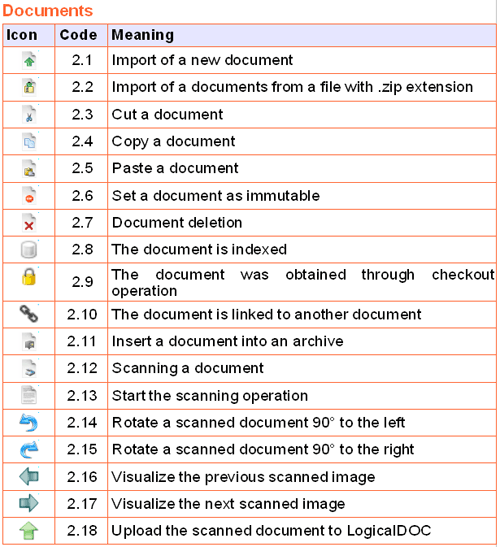 Documents
Icon Code Meaning
2.1 Import of a new document
2.2 Import of a documents from a file with .zip extension
2.3 Cut a document
2.4 Copy a document
2.5 Paste a document
2.6 Set a document as immutable
2.7 Document deletion
2.8 The document is indexed
2.9 The document was obtained through checkout
operation
2.10 The document is linked to another document
2.11 Insert a document into an archive
2.12 Scanning a document
2.13 Start the scanning operation
2.14 Rotate a scanned document 90° to the left
2.15 Rotate a scanned document 90° to the right
2.16 Visualize the previous scanned image
2.17 Visualize the next scanned image
2.18 Upload the scanned document to LogicalDOC